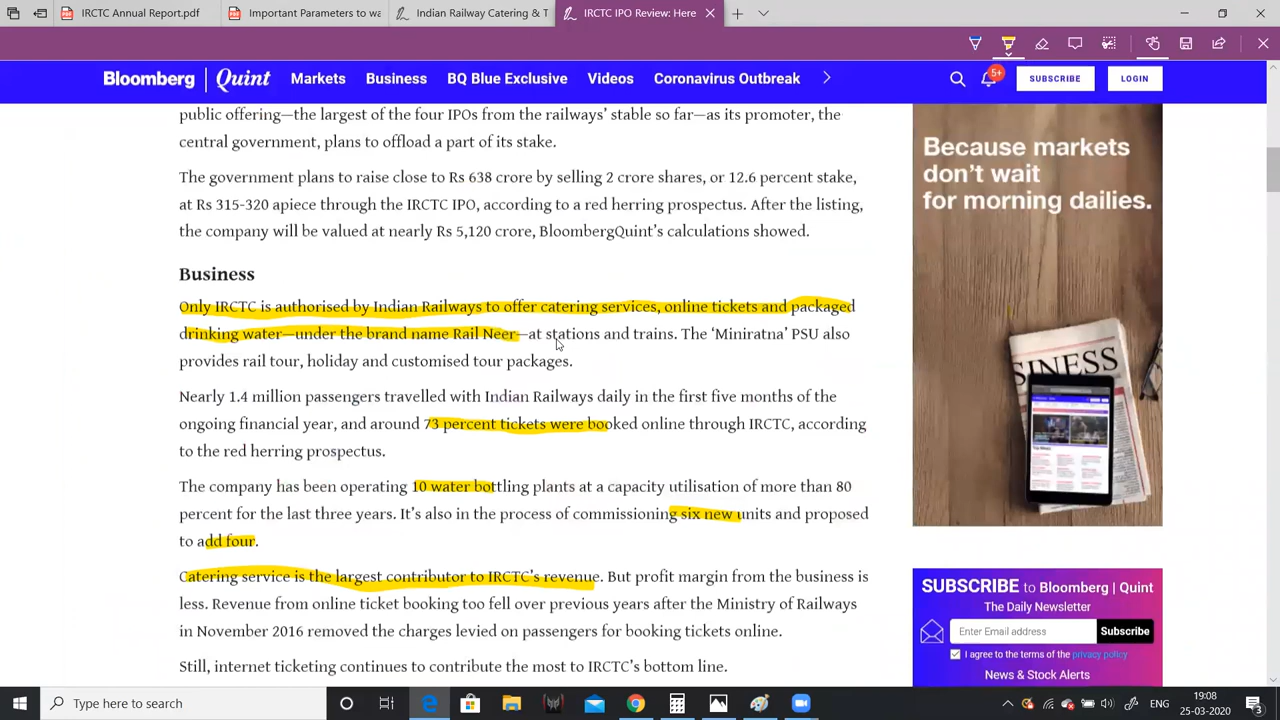 IRCTC Annual Report.pdf
Important Parameters to wa
Indian Railway Catering & T
IRCTC IPO Review: Here
Bloomberg | Quint
Markets
Business
BQ Blue Exclusive
Videos
Coronavirus Outbreak
5+
SUBSCRIBE
LOGIN
public offering—the largest of the four IPOs from the railways’ stable so far—as its promoter, the
central government, plans to offload a part of its stake.
The government plans to raise close to Rs 638 crore by selling 2 crore shares, or 12.6 percent stake,
at Rs 315-320 apiece through the IRCTC IPO, according to a red herring prospectus. After the listing,
the company will be valued at nearly Rs 5,120 crore, BloombergQuint’s calculations showed.
Business
Only IRCTC is authorised by Indian Railways to offer catering services, online tickets and packaged
drinking water—under the brand name Rail Neer—at stations and trains. The ‘Miniratna’ PSU also
provides rail tour, holiday and customised tour packages.
Nearly 1.4 million passengers travelled with Indian Railways daily in the first five months of the
ongoing financial year, and around 73 percent tickets were booked online through IRCTC, according
to the red herring prospectus.
The company has been operating 10 water bottling plants at a capacity utilisation of more than 80
percent for the last three years. It’s also in the process of commissioning six new units and proposed
to add four.
Catering service is the largest contributor to IRCTC’s revenue. But profit margin from the business is
less. Revenue from online ticket booking too fell over previous years after the Ministry of Railways
in November 2016 removed the charges levied on passengers for booking tickets online.
Still, internet ticketing continues to contribute the most to IRCTC’s bottom line.
Because markets
don’t wait
for morning dailies.
BUSINESS
SUBSCRIBE to Bloomberg | Quint
The Daily Newsletter
Enter Email address
Subscribe
I agree to the terms of the privacy policy
News & Stock Alerts
Type here to search
ENG
19:08
25-03-2020
3